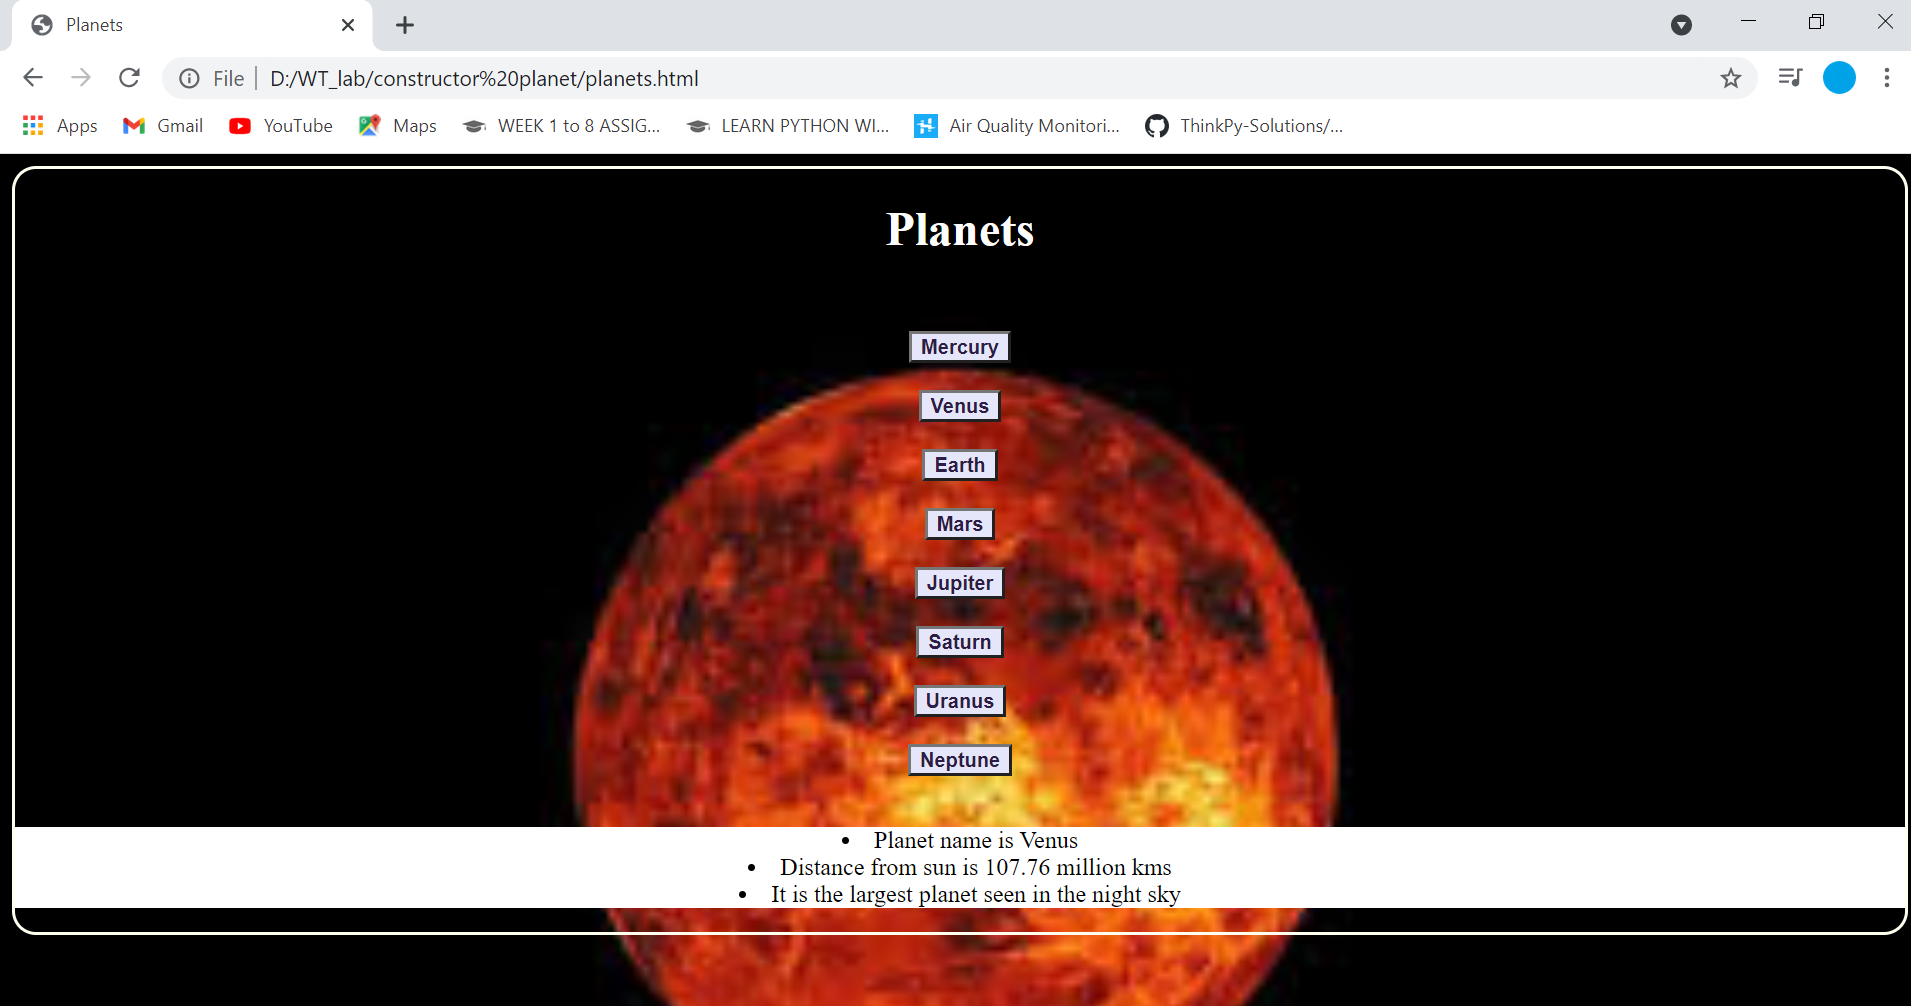 Planets
File D:/WT_lab/constructor%20planet/planets.html
Apps Gmail YouTube Maps WEEK 1 to 8 ASSIG... LEARN PYTHON WI... Air Quality Monitori... ThinkPy-Solutions/...
Planets
Mercury
Venus
Earth
Mars
Jupiter
Saturn
Uranus
Neptune
• Planet name is Venus
• Distance from sun is 107.76 million kms
• It is the largest planet seen in the night sky